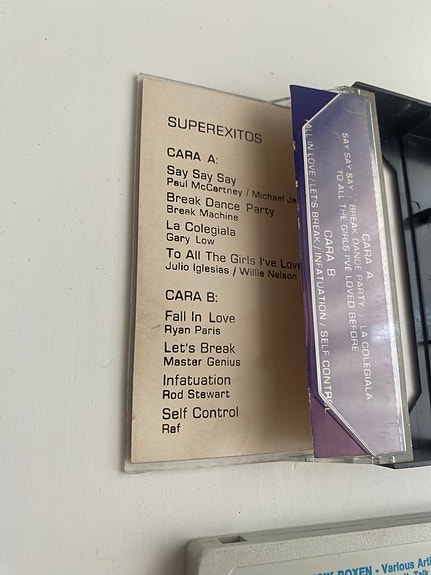 SUPEREXITOS
CARA A:
Say Say Say
Paul McCartney / Michael
Break Dance Party
Break Machine
La Colegiala
Gary Low
To All The Girls I've Love
Julio Iglesias / Willie Nelson
CARA B:
Fall In Love
Ryan Paris
Let's Break
Master Genius
Infatuation
Rod Stewart
Self Control
Raf
CARA A:
SAY SAY SAY / BREAK DANCE PARTY / LA COLEGIALA
TO ALL THE GIRLS I'VE LOVED BEFORE
CARA B:
FALL IN LOVE / LET'S BREAK / INFATUATION / SELF CONTROL
BOXEN - Various Arti
Talk